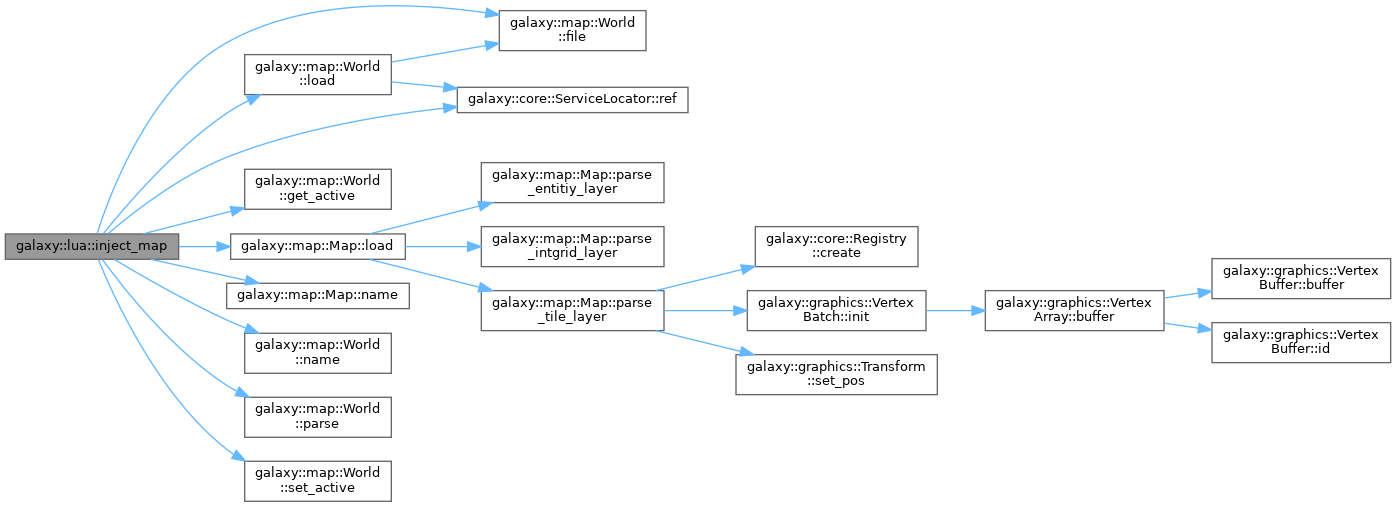 galaxy::lua::inject_map
galaxy::map::World
::file
galaxy::map::World
::load
galaxy::core::ServiceLocator::ref
galaxy::map::World
::get_active
galaxy::map::Map::load
galaxy::map::Map::parse
_entitiy_layer
galaxy::map::Map::parse
_intgrid_layer
galaxy::map::Map::parse
_tile_layer
galaxy::core::Registry
::create
galaxy::graphics::Vertex
Batch::init
galaxy::graphics::Vertex
Array::buffer
galaxy::graphics::Vertex
Buffer::buffer
galaxy::graphics::Vertex
Buffer::id
galaxy::graphics::Transform
::set_pos
galaxy::map::Map::name
galaxy::map::World
::name
galaxy::map::World
::parse
galaxy::map::World
::set_active